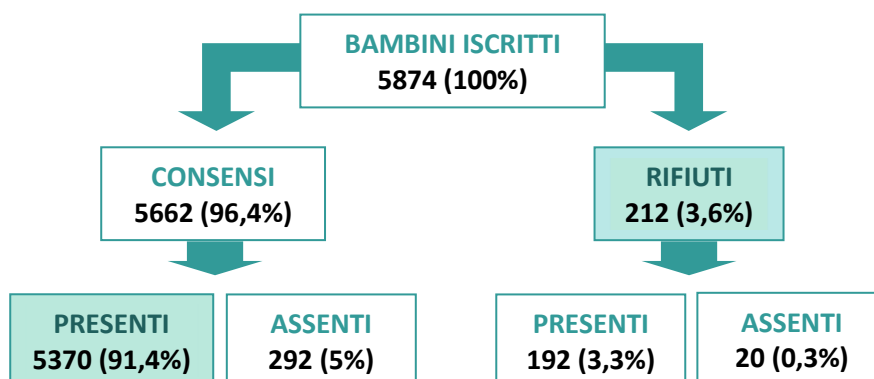 BAMBINI ISCRITTI
5874 (100%)
CONSENSI
5662 (96,4%)
RIFIUTI
212 (3,6%)
PRESENTI
5370 (91,4%)
ASSENTI
292 (5%)
PRESENTI
192 (3,3%)
ASSENTI
20 (0,3%)